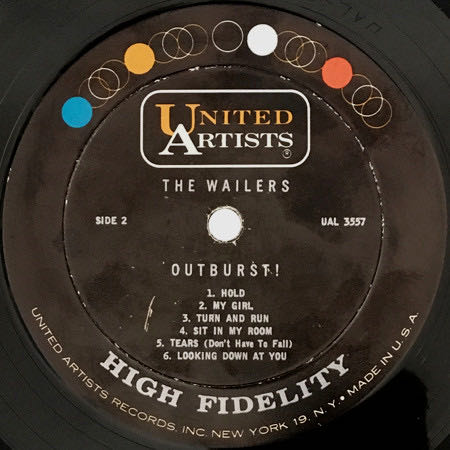 UNITED
ARTISTS
®
THE WAILERS
SIDE 2
UAL 3557
OUTBURST!
1. HOLD
2. MY GIRL
3. TURN AND RUN
4. SIT IN MY ROOM
5. TEARS (Don't Have To Fall)
6. LOOKING DOWN AT YOU
HIGH FIDELITY
UNITED ARTISTS RECORDS, INC. NEW YORK 19, N.Y. • MADE IN U.S.A.